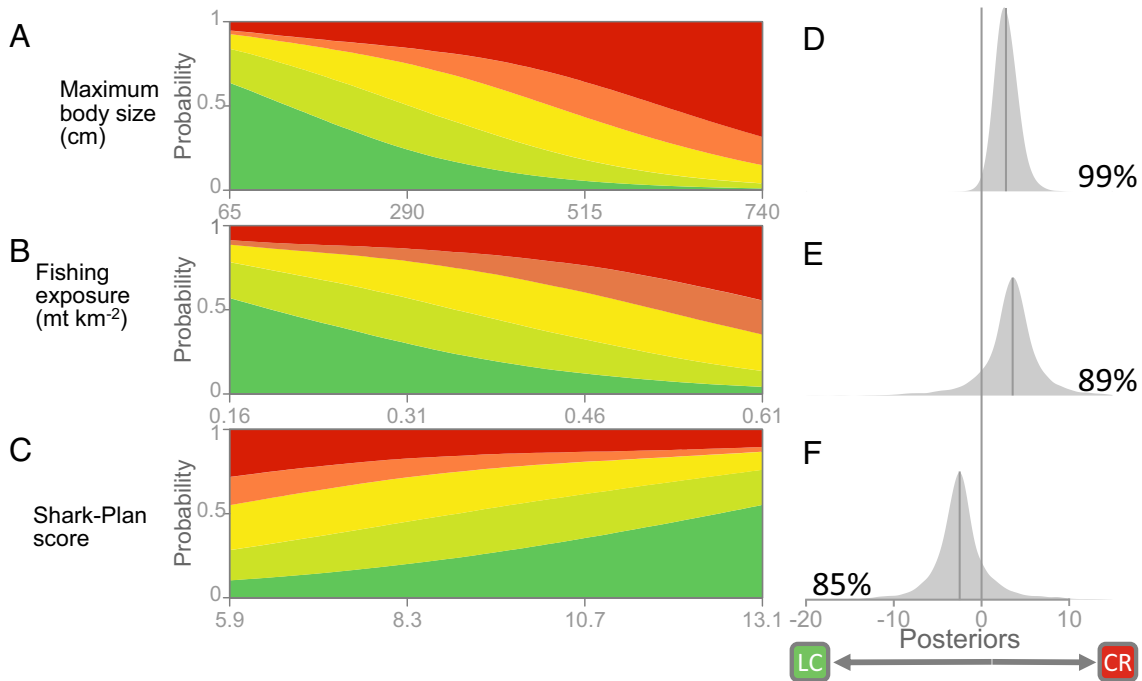 A
Maximum
body size
(cm)
Probability
1
0.5
0
65 290 515 740
D
99%
B
Fishing
exposure
(mt km-2)
Probability
1
0.5
0
0.16 0.31 0.46 0.61
E
89%
C
Shark-Plan
score
Probability
1
0.5
0
5.9 8.3 10.7 13.1
F
85%
-20 -10 0 10
Posteriors
LC CR